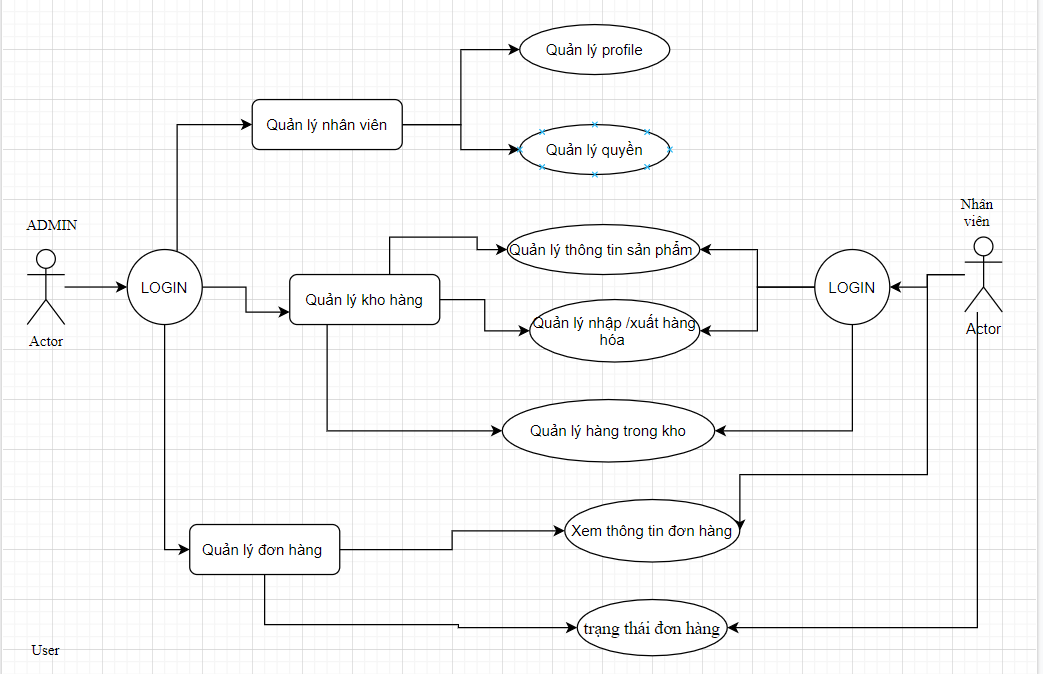 Quản lý profile
Quản lý nhân viên
Quản lý quyền
Nhân
viên
ADMIN
Quản lý thông tin sản phẩm
LOGIN
LOGIN
Quản lý kho hàng
Quản lý nhập /xuất hàng
hóa
Actor
Actor
Quản lý hàng trong kho
Xem thông tin đơn hàng
Quản lý đơn hàng
trạng thái đơn hàng
User